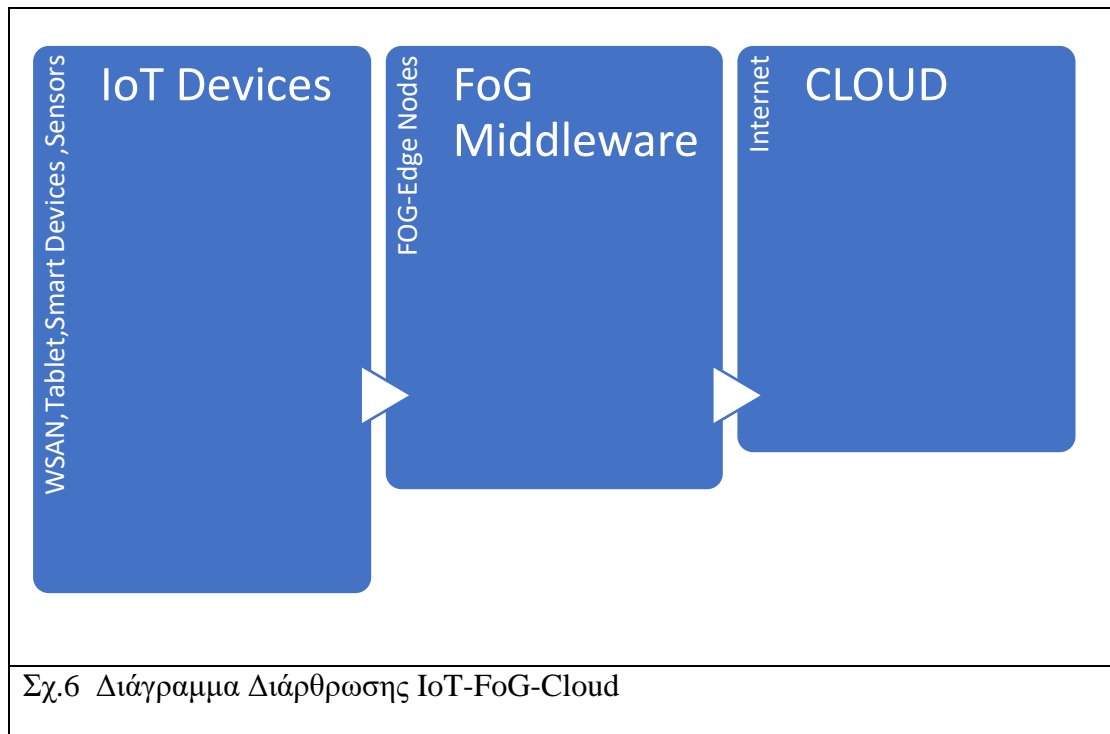 WSAN,Tablet,Smart Devices ,Sensors
IoT Devices
FOG-Edge Nodes
FoG
Middleware
Internet
CLOUD
Σχ.6 Διάγραμμα Διάρθρωσης IoT-FoG-Cloud